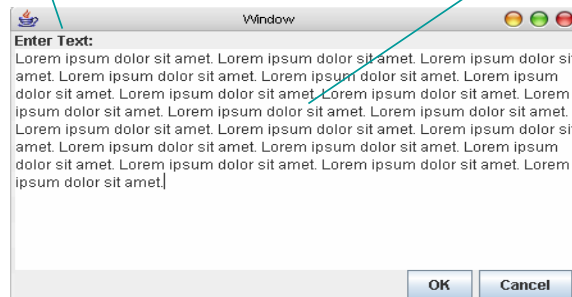 Window
Enter Text:
Lorem ipsum dolor sit amet. Lorem ipsum dolor sit amet. Lorem ipsum dolor si
amet. Lorem ipsum dolor sit amet. Lorem ipsum dolor sit amet. Lorem ipsum
dolor sit amet. Lorem ipsum dolor sit amet. Lorem ipsum dolor sit amet. Lorem
ipsum dolor sit amet. Lorem ipsum dolor sit amet. Lorem ipsum dolor sit amet.
Lorem ipsum dolor sit amet. Lorem ipsum dolor sit amet. Lorem ipsum dolor si
amet. Lorem ipsum dolor sit amet. Lorem ipsum dolor sit amet. Lorem ipsum
dolor sit amet. Lorem ipsum dolor sit amet. Lorem ipsum dolor sit amet. Lorem
ipsum dolor sit amet.
OK Cancel